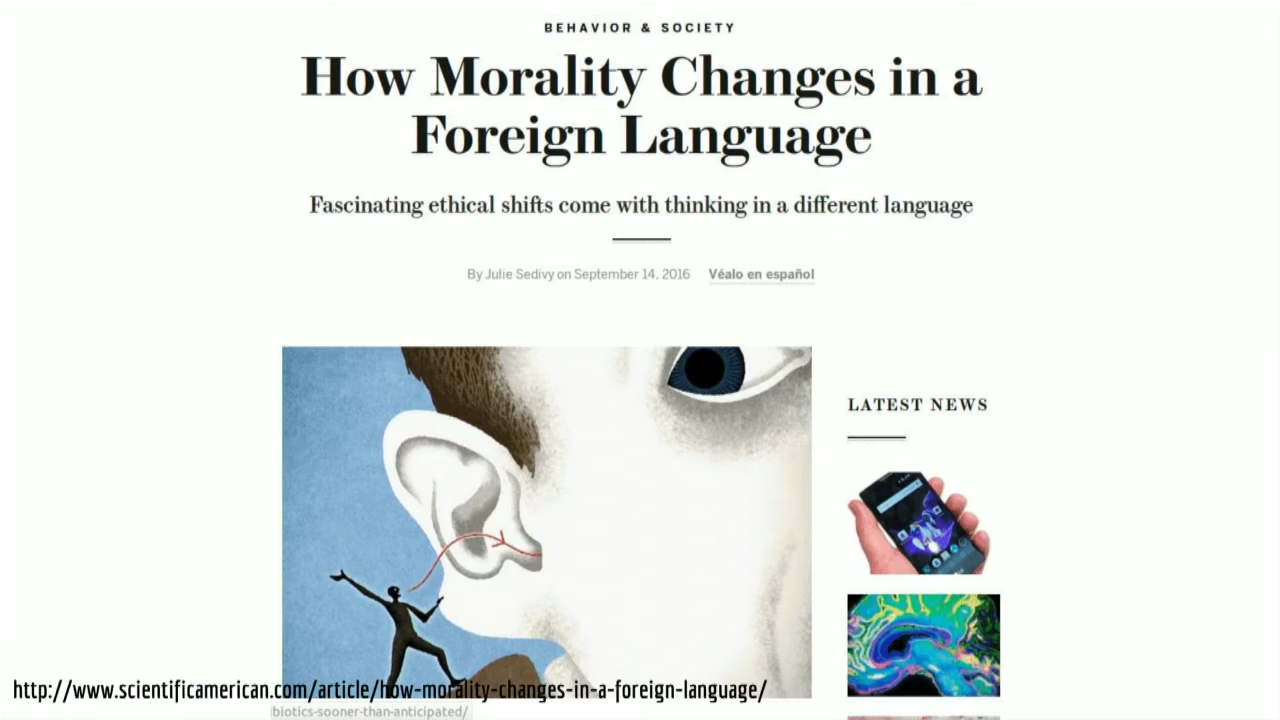 BEHAVIOR & SOCIETY
How Morality Changes in a
Foreign Language
Fascinating ethical shifts come with thinking in a different language
By Julie Sedivy on September 14, 2016 Véalo en español
LATEST NEWS
http://www.scientificamerican.com/article/how-morality-changes-in-a-foreign-language/
biotics-sooner-than-anticipated/